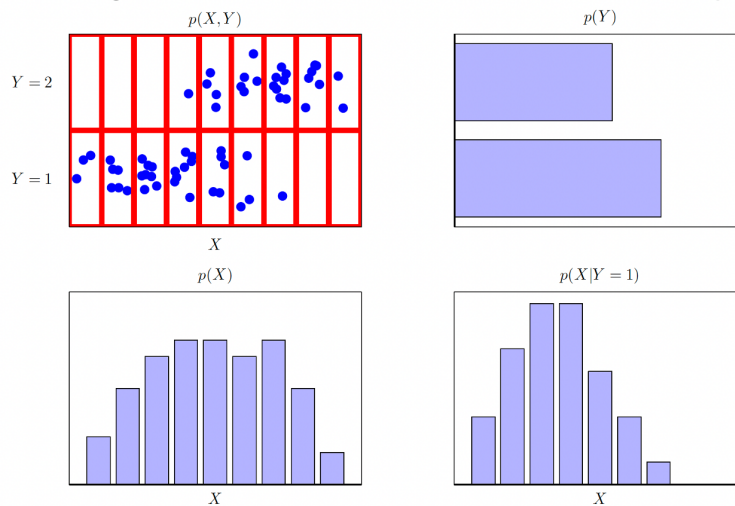 p(X, Y)
p(Y)
Y = 2
Y = 1
X
p(X)
p(X|Y = 1)
X
X